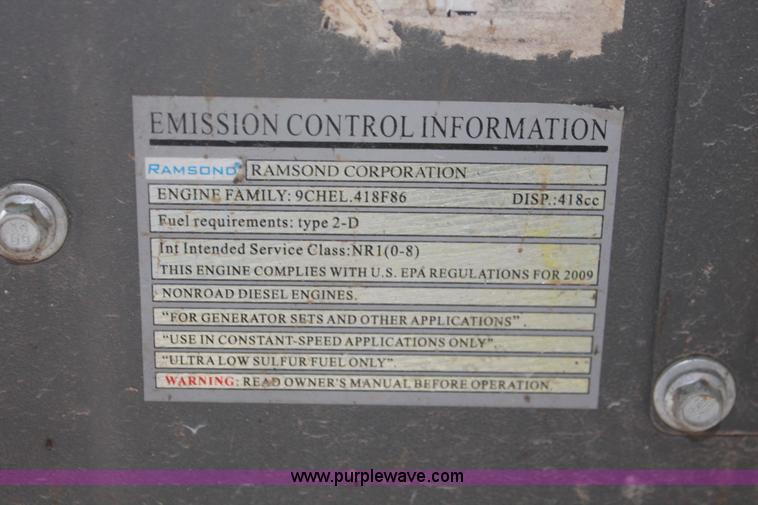 EMISSION CONTROL INFORMATION
RAMSOND RAMSOND CORPORATION
ENGINE FAMILY: 9CHEL.418F86 DISP.:418cc
Fuel requirements: type 2-D
Int Intended Service Class:NR1(0-8)
THIS ENGINE COMPLIES WITH U.S. EPA REGULATIONS FOR 2009
NONROAD DIESEL ENGINES.
"FOR GENERATOR SETS AND OTHER APPLICATIONS".
"USE IN CONSTANT-SPEED APPLICATIONS ONLY"
"ULTRA LOW SULFUR FUEL ONLY".
WARNING: READ OWNER'S MANUAL BEFORE OPERATION.
www.purplewave.com